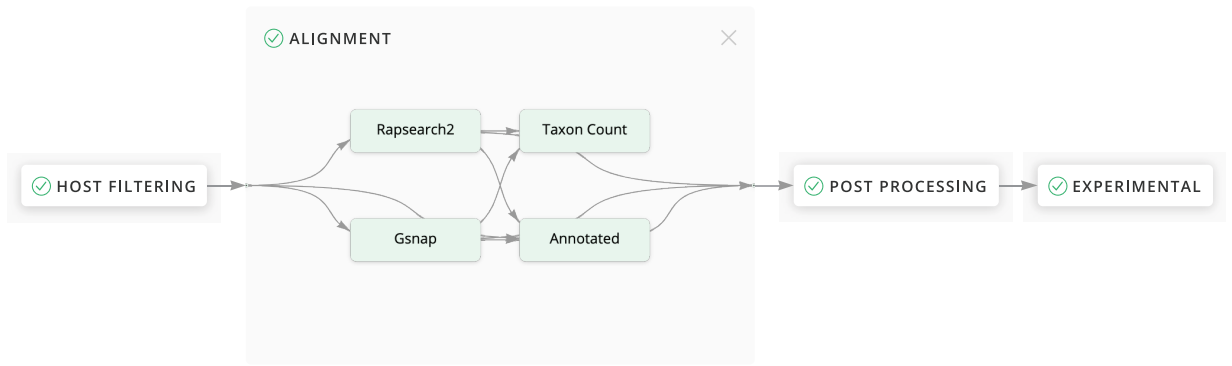 ALIGNMENT
Rapsearch2
Taxon Count
HOST FILTERING
POST PROCESSING
EXPERIMENTAL
Gsnap
Annotated